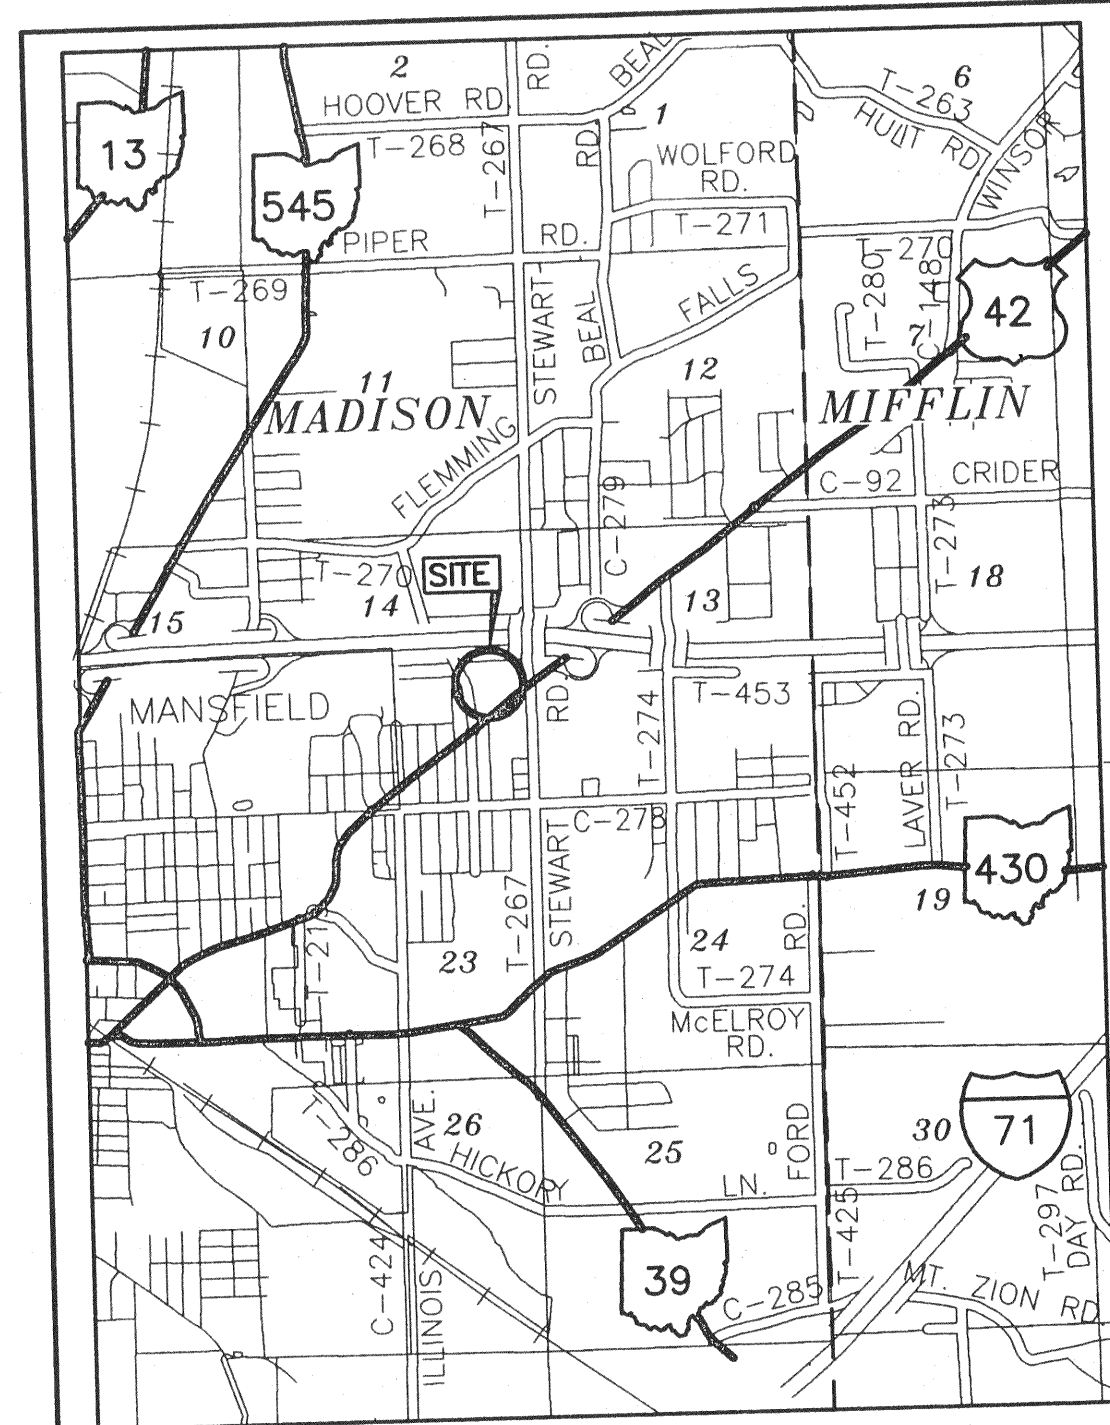 2
RD.
BEAL
6
T-263
HOOVER RD.
1
HULIT RD.
13
T-268
T-267
RD.
WOLFORD
RD.
WINSOR
545
T-271
PIPER
RD.
T-270
T-269
FALLS
T-280
C-148
42
10
STEWART
BEAL
7
11
12
MADISON
MIFFLIN
FLEMMING
C-92
CRIDER
C-279
T-273
T-270
SITE
14
13
18
15
MANSFIELD
RD.
T-274
T-453
LAVER RD.
T-273
T-452
C-278
STEWART
430
19
T-267
T-21
23
24
RD.
T-274
McELROY
RD.
T-286
AVE.
26
25
FORD
30
71
HICKORY
LN.
T-286
T-425
T-297
DAY RD.
39
C-424
ILLINOIS
C-285
MT. ZION RD.